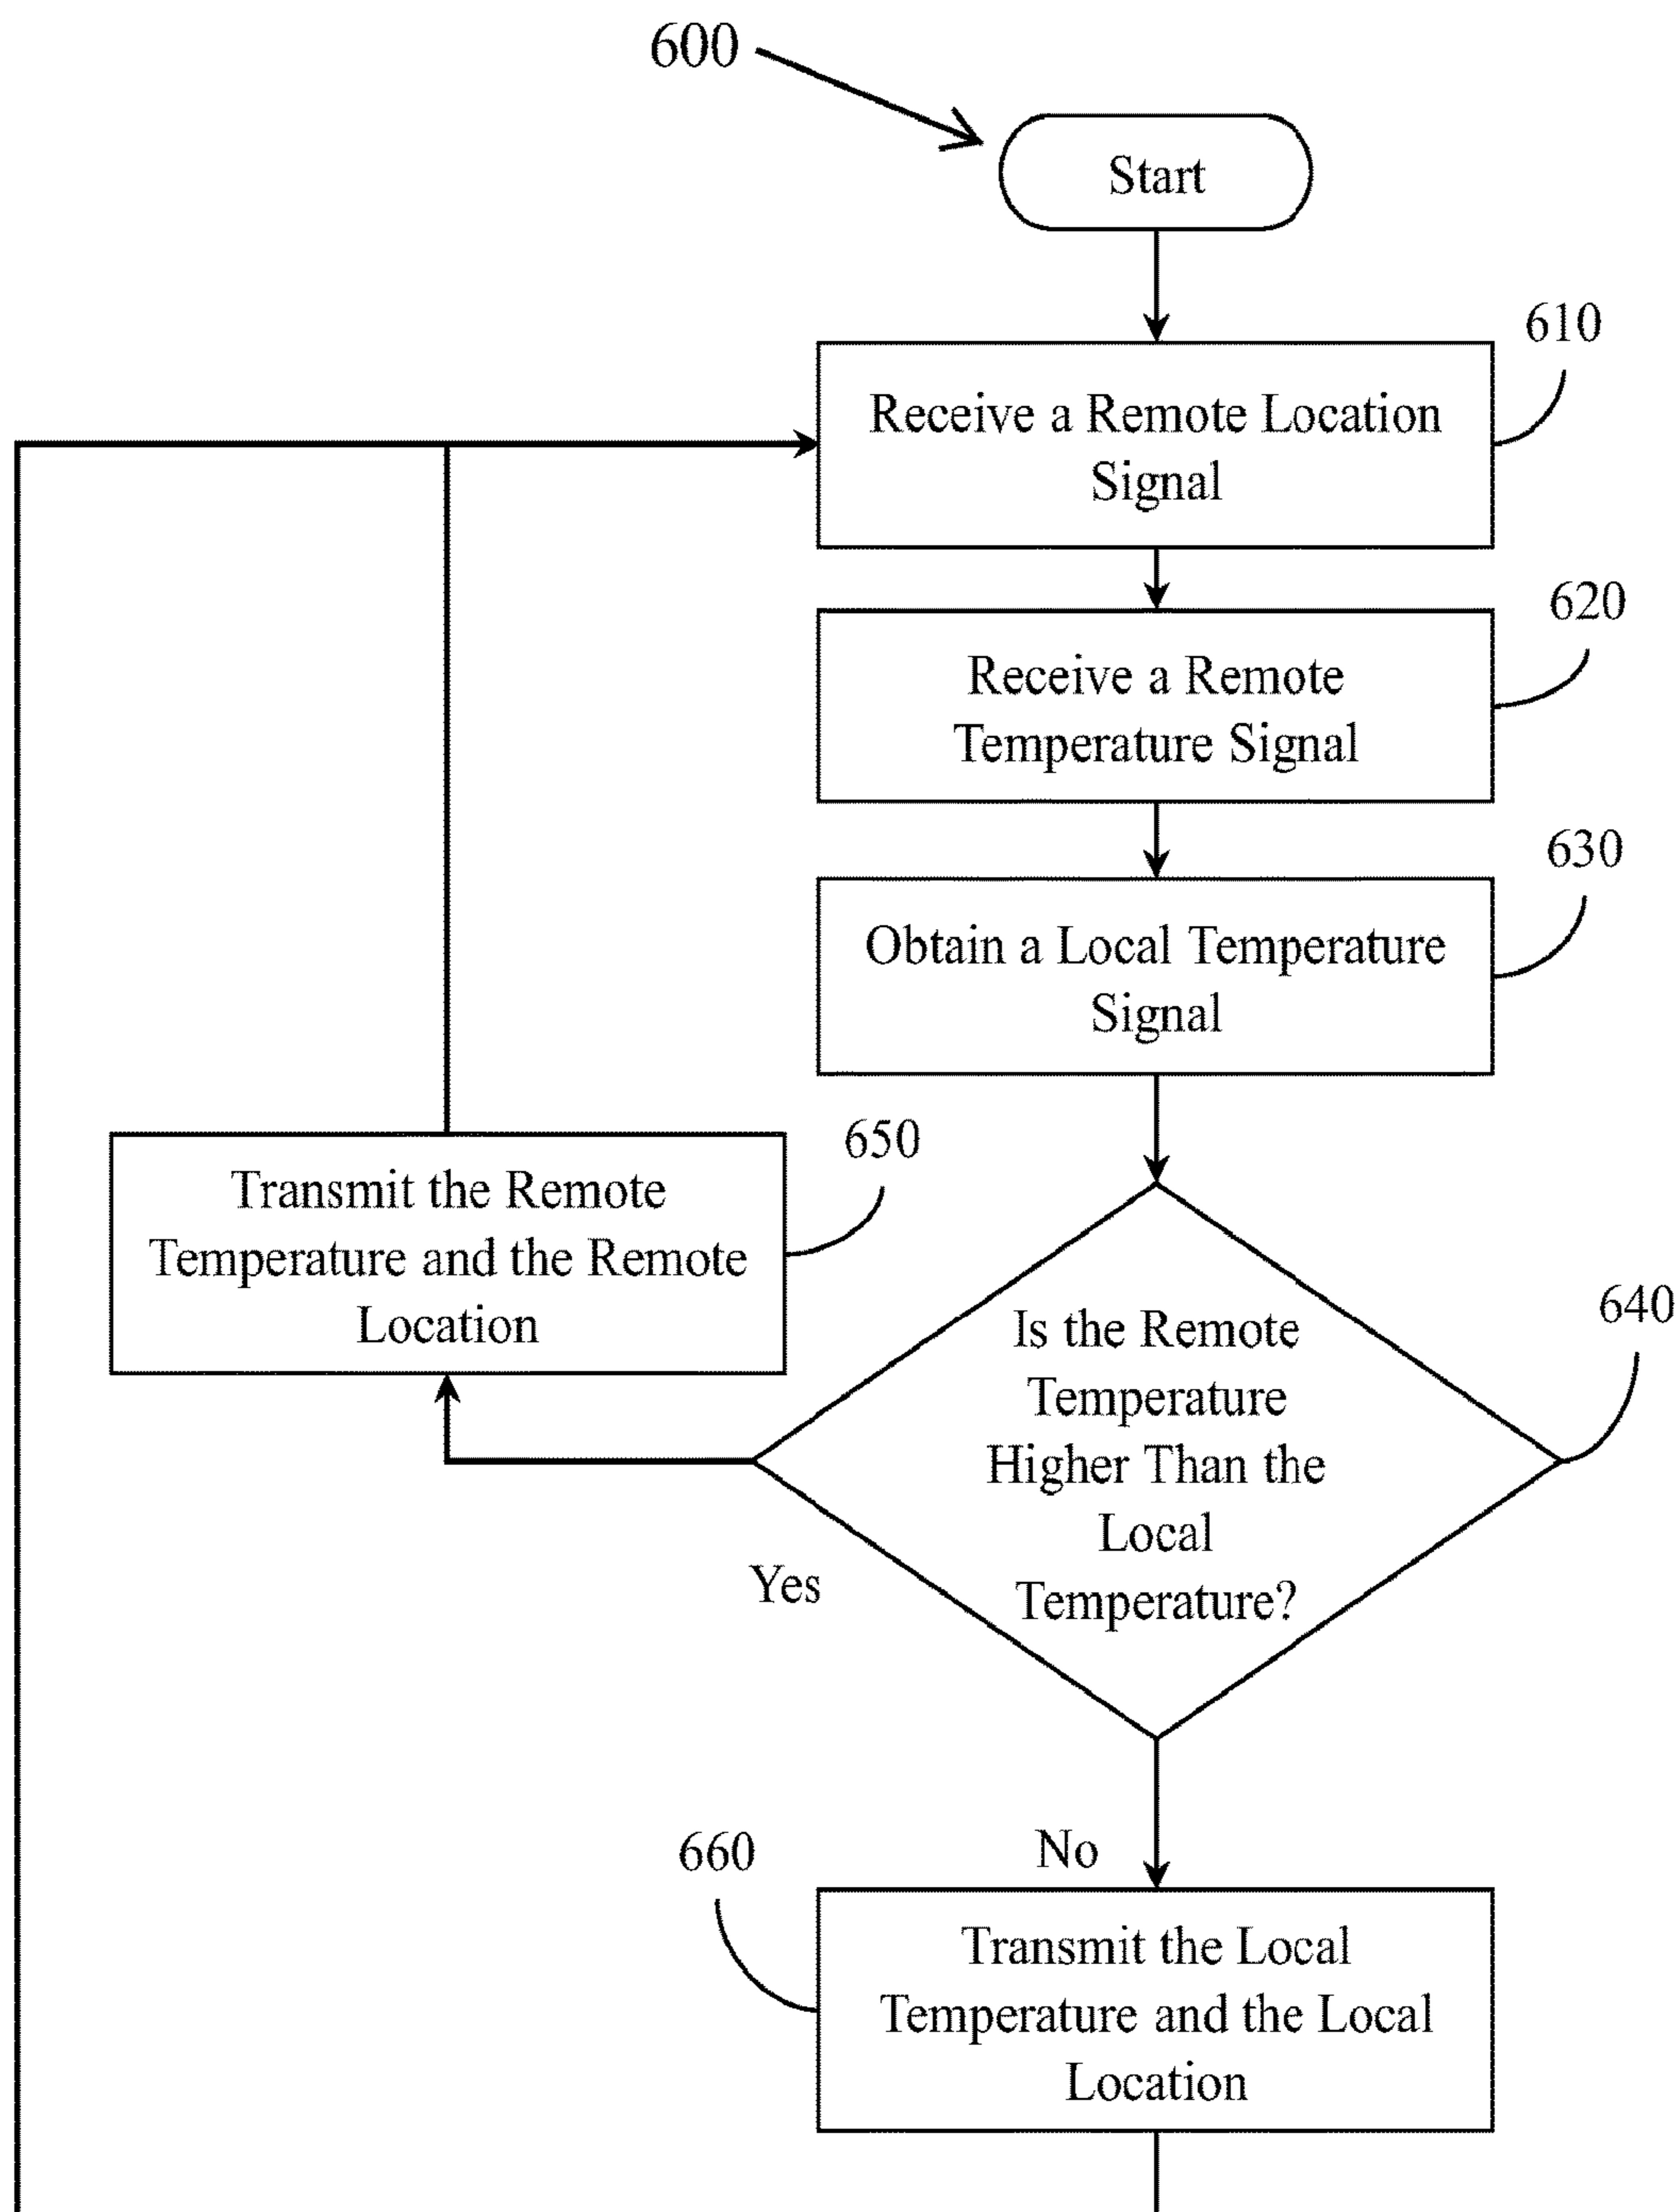 600
Start
610
Receive a Remote Location
Signal
620
Receive a Remote
Temperature Signal
630
Obtain a Local Temperature
Signal
650
Transmit the Remote
Temperature and the Remote
Location
640
Is the Remote
Temperature
Higher Than the
Local
Temperature?
Yes
No
660
Transmit the Local
Temperature and the Local
Location